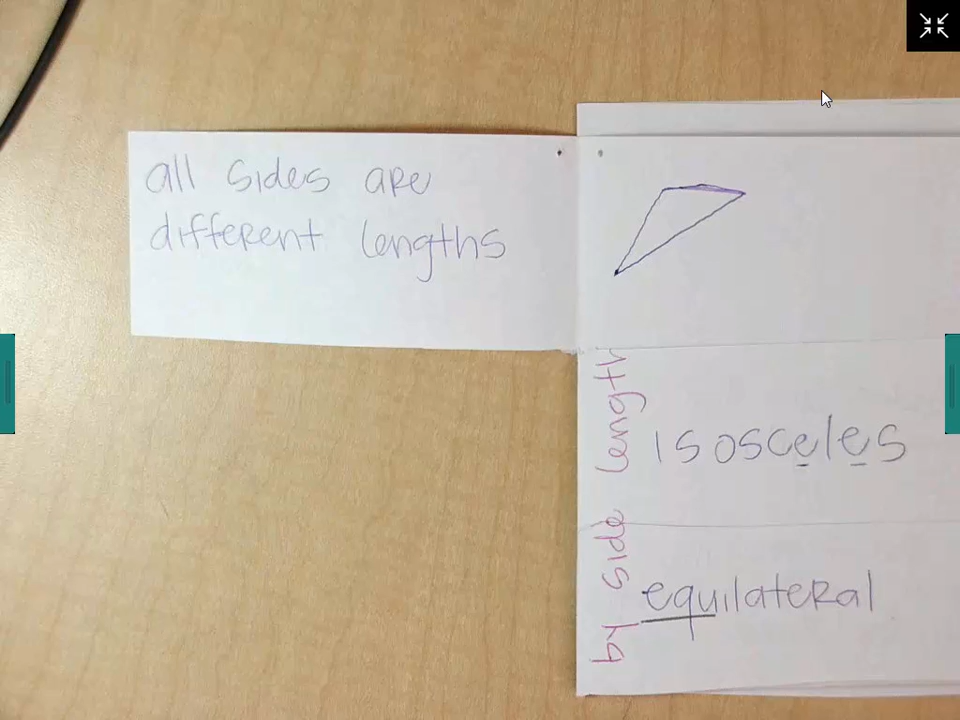 all sides are
different lengths
by side length
isosceles
equilateral